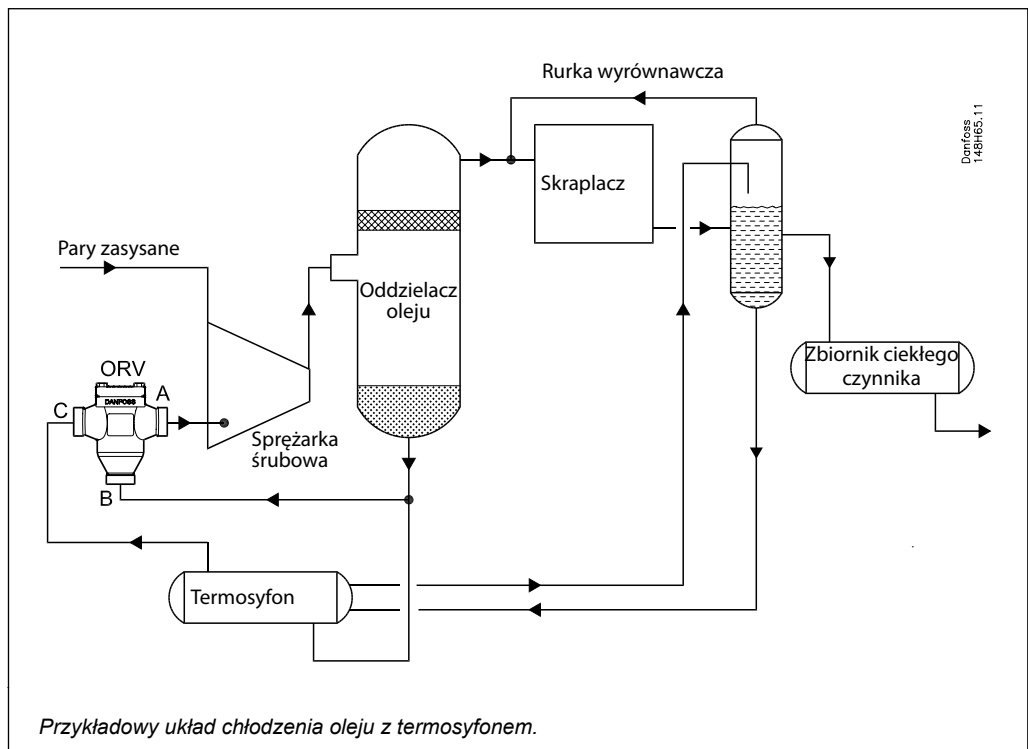 Rurka wyrównawcza
Danfoss
148H65.11
Skraplacz
Pary zasysane
Oddzielacz
oleju
Zbiornik ciekłego
czynnika
ORV
DANFOSS
C
A
B
Sprężarka
śrubowa
Termosyfon
Przykładowy układ chłodzenia oleju z termosyfonem.